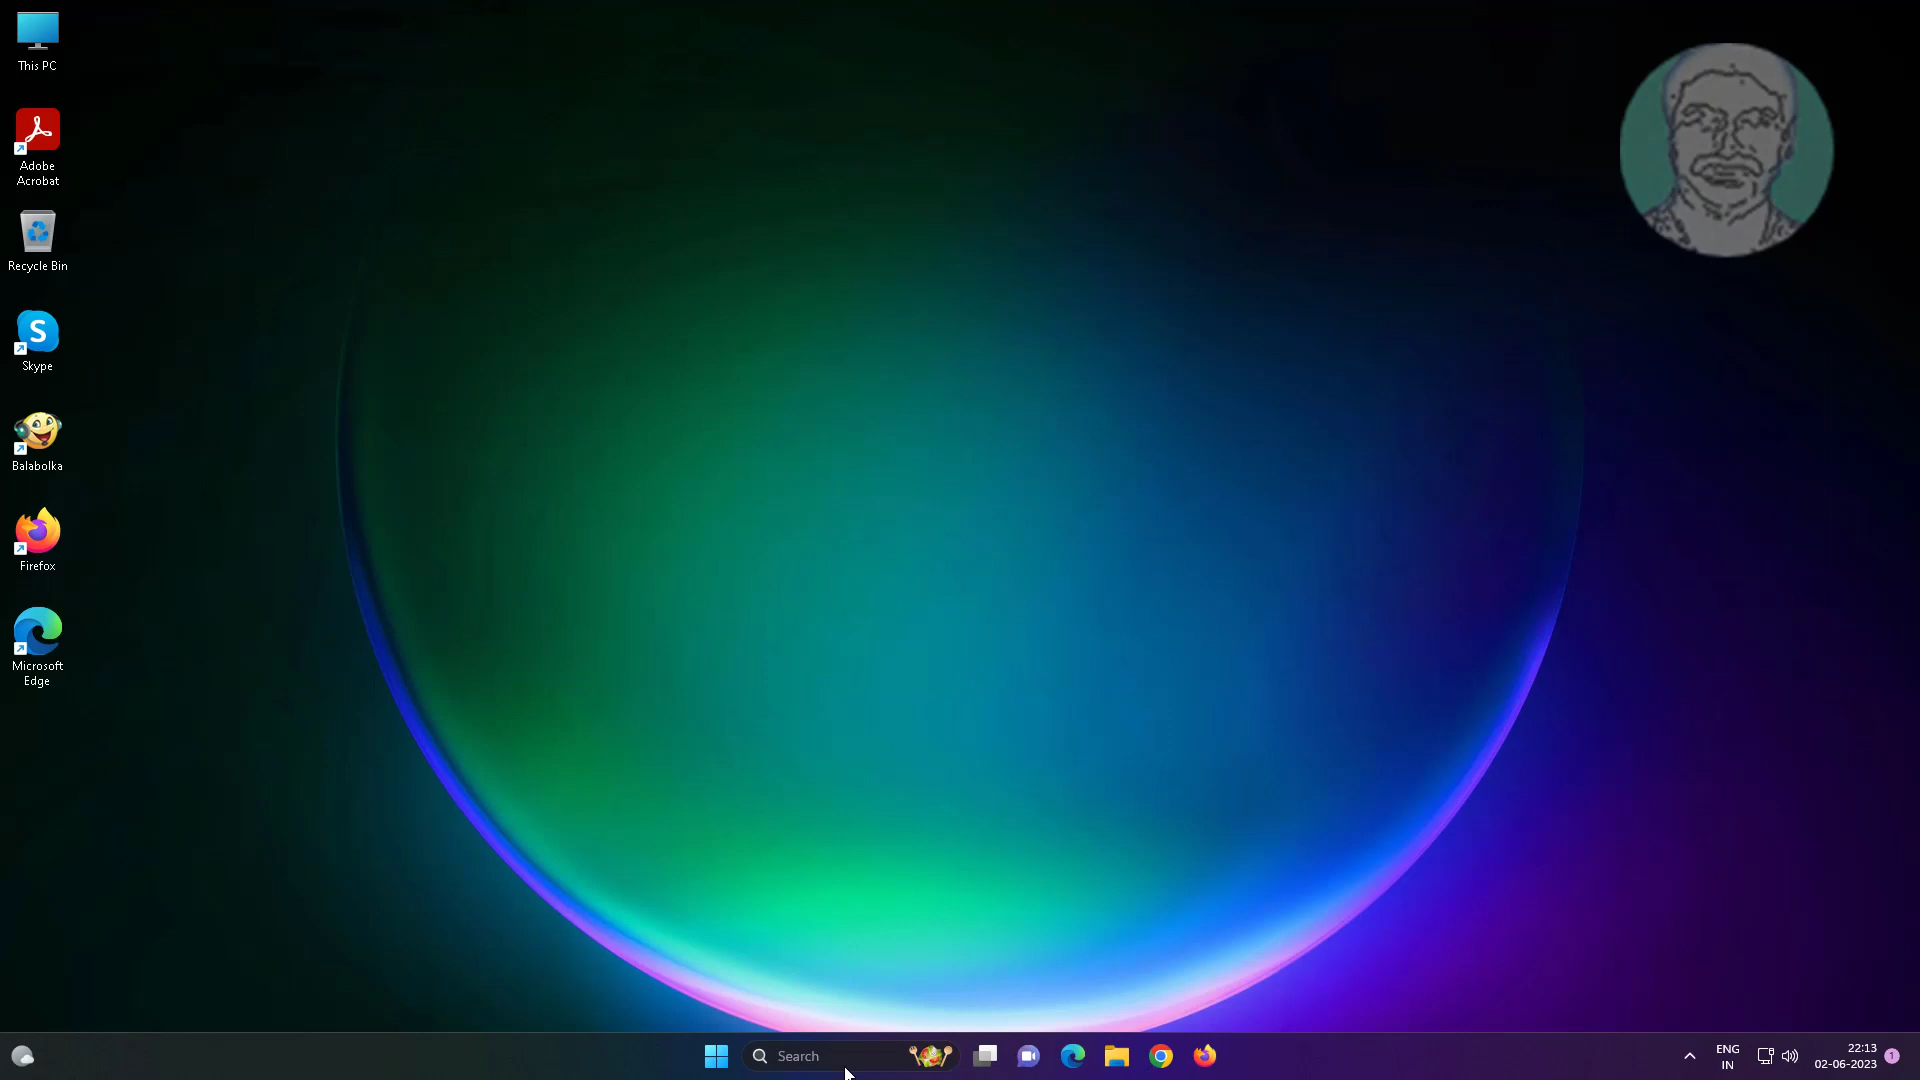 This PC
Adobe
Acrobat
Recycle Bin
S
Skype
Balabolka
Firefox
Microsoft
Edge
Search
ENG
IN
22:13
02-06-2023
1